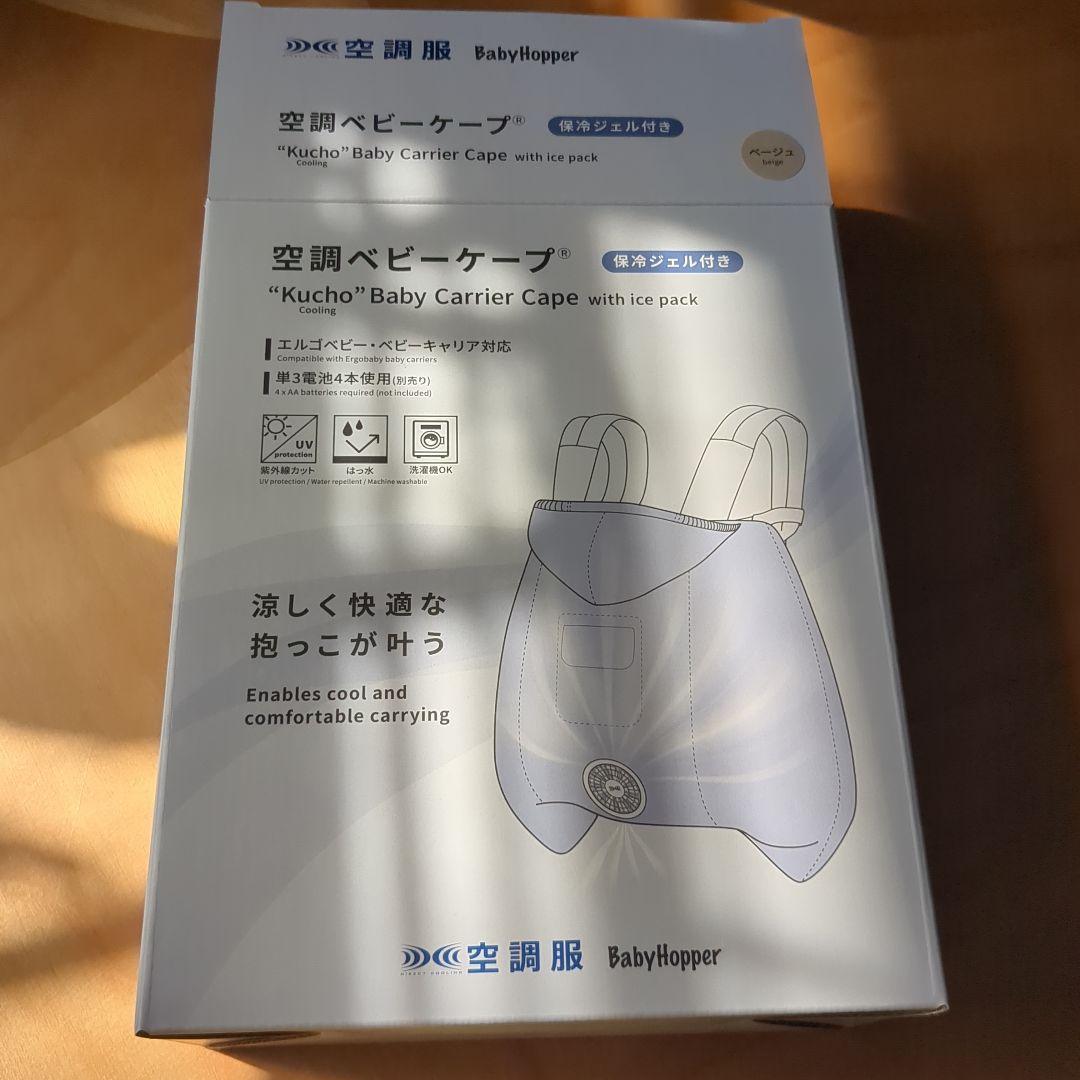 空調服 BabyHopper
空調ベビーケープ® 保冷ジェル付き
"Kucho" Baby Carrier Cape with ice pack
Cooling
ベージュ
beige
空調ベビーケープ® 保冷ジェル付き
"Kucho" Baby Carrier Cape with ice pack
Cooling
エルゴベビー・ベビーキャリア対応
Compatible with Ergobaby baby carriers
単3電池4本使用(別売り)
4 x AA batteries required (not included)
UV
protection
紫外線カット はっ水 洗濯機OK
UV protection / Water repellent / Machine washable
涼しく快適な
抱っこが叶う
Enables cool and
comfortable carrying
空調服 BabyHopper
DIRECT COOLING